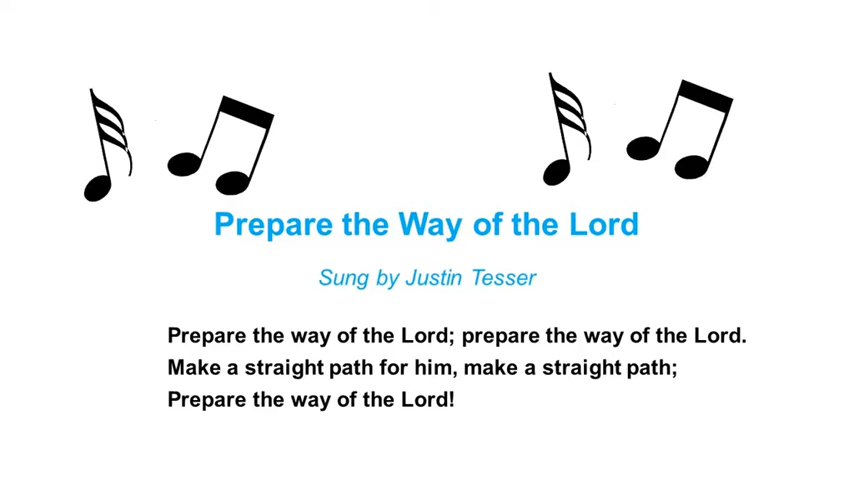 Prepare the Way of the Lord
Sung by Justin Tesser
Prepare the way of the Lord; prepare the way of the Lord.
Make a straight path for him, make a straight path;
Prepare the way of the Lord!